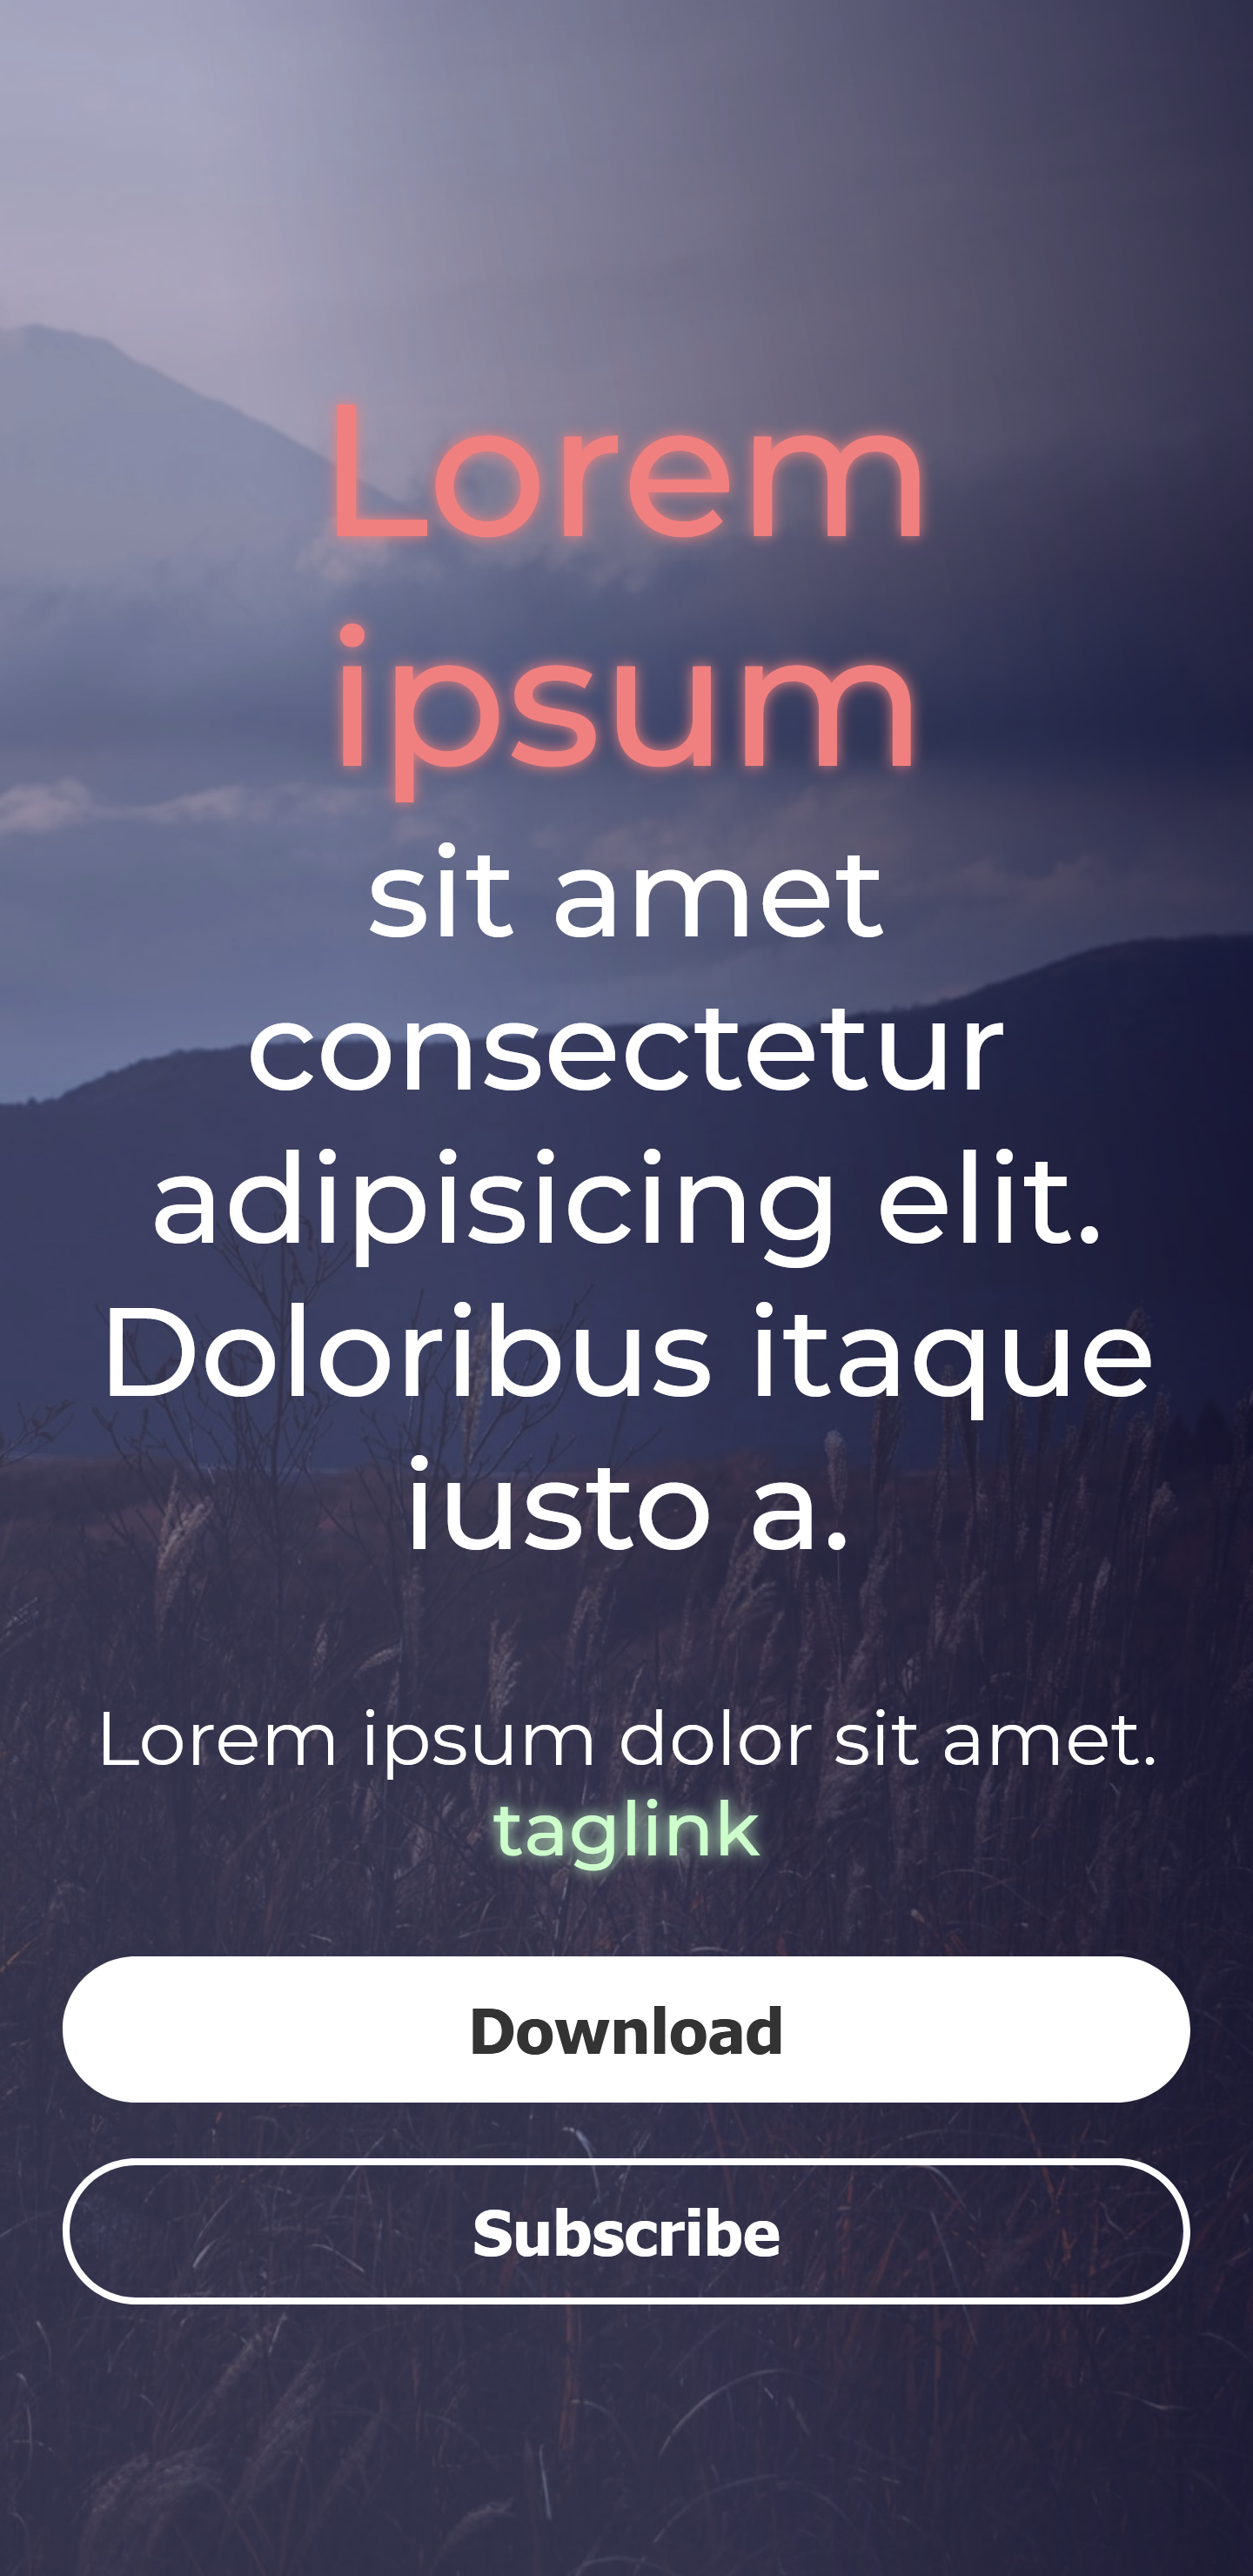 Lorem
ipsum
sit amet
consectetur
adipisicing elit.
Doloribus itaque
iusto a.
Lorem ipsum dolor sit amet.
taglink
Download
Subscribe